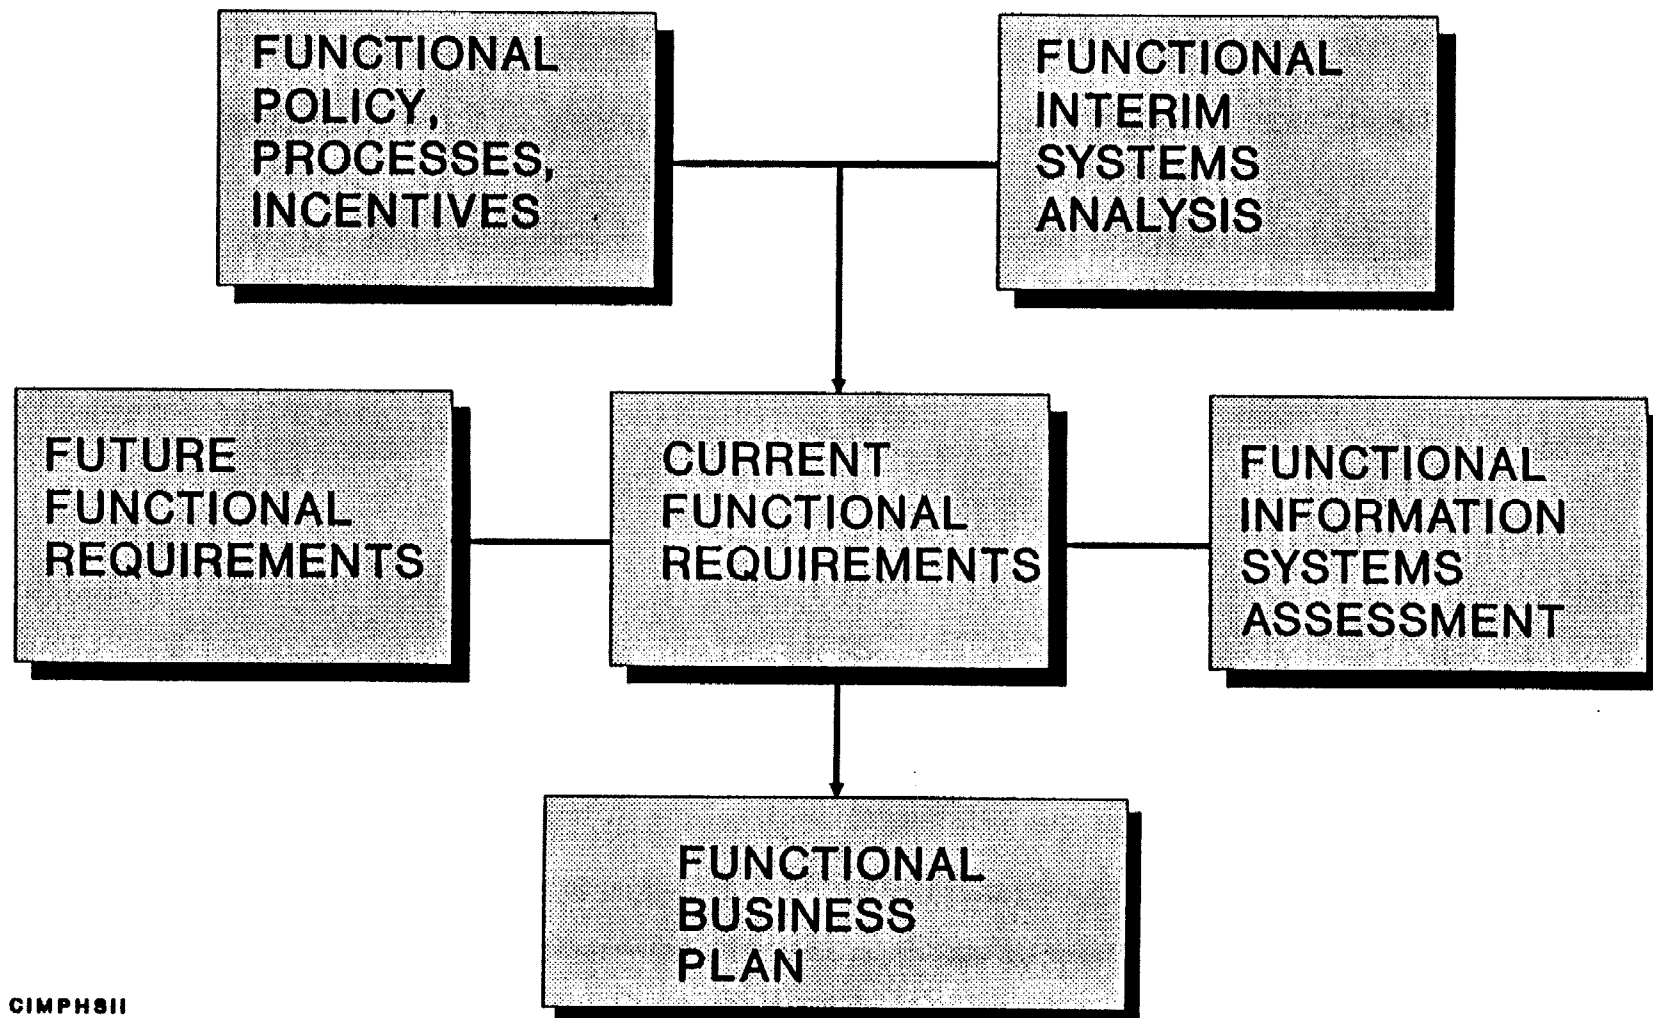 FUNCTIONAL
POLICY,
PROCESSES,
INCENTIVES
FUNCTIONAL
INTERIM
SYSTEMS
ANALYSIS
FUTURE
FUNCTIONAL
REQUIREMENTS
CURRENT
FUNCTIONAL
REQUIREMENTS
FUNCTIONAL
INFORMATION
SYSTEMS
ASSESSMENT
FUNCTIONAL
BUSINESS
PLAN
CIMPHSII